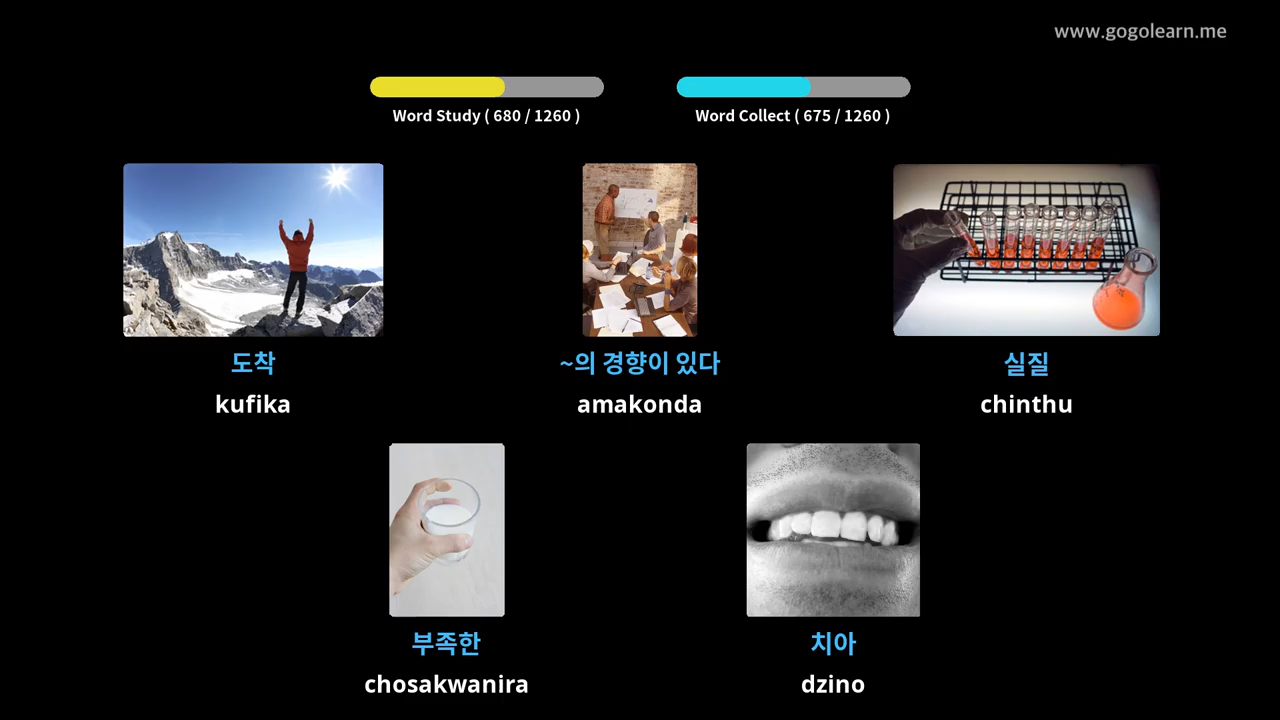 www.gogolearn.me
Word Study ( 680 / 1260 )
Word Collect ( 675 / 1260 )
도착
~의 경향이 있다
실질
kufika
amakonda
chinthu
부족한
치아
chosakwanira
dzino